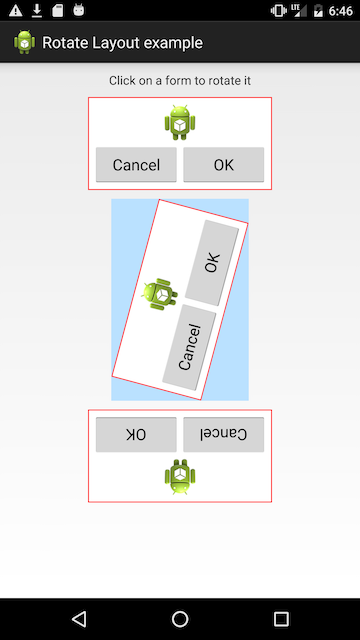 LTE 6:46
Rotate Layout example
Click on a form to rotate it
Cancel OK
OK
Cancel
OK Cancel